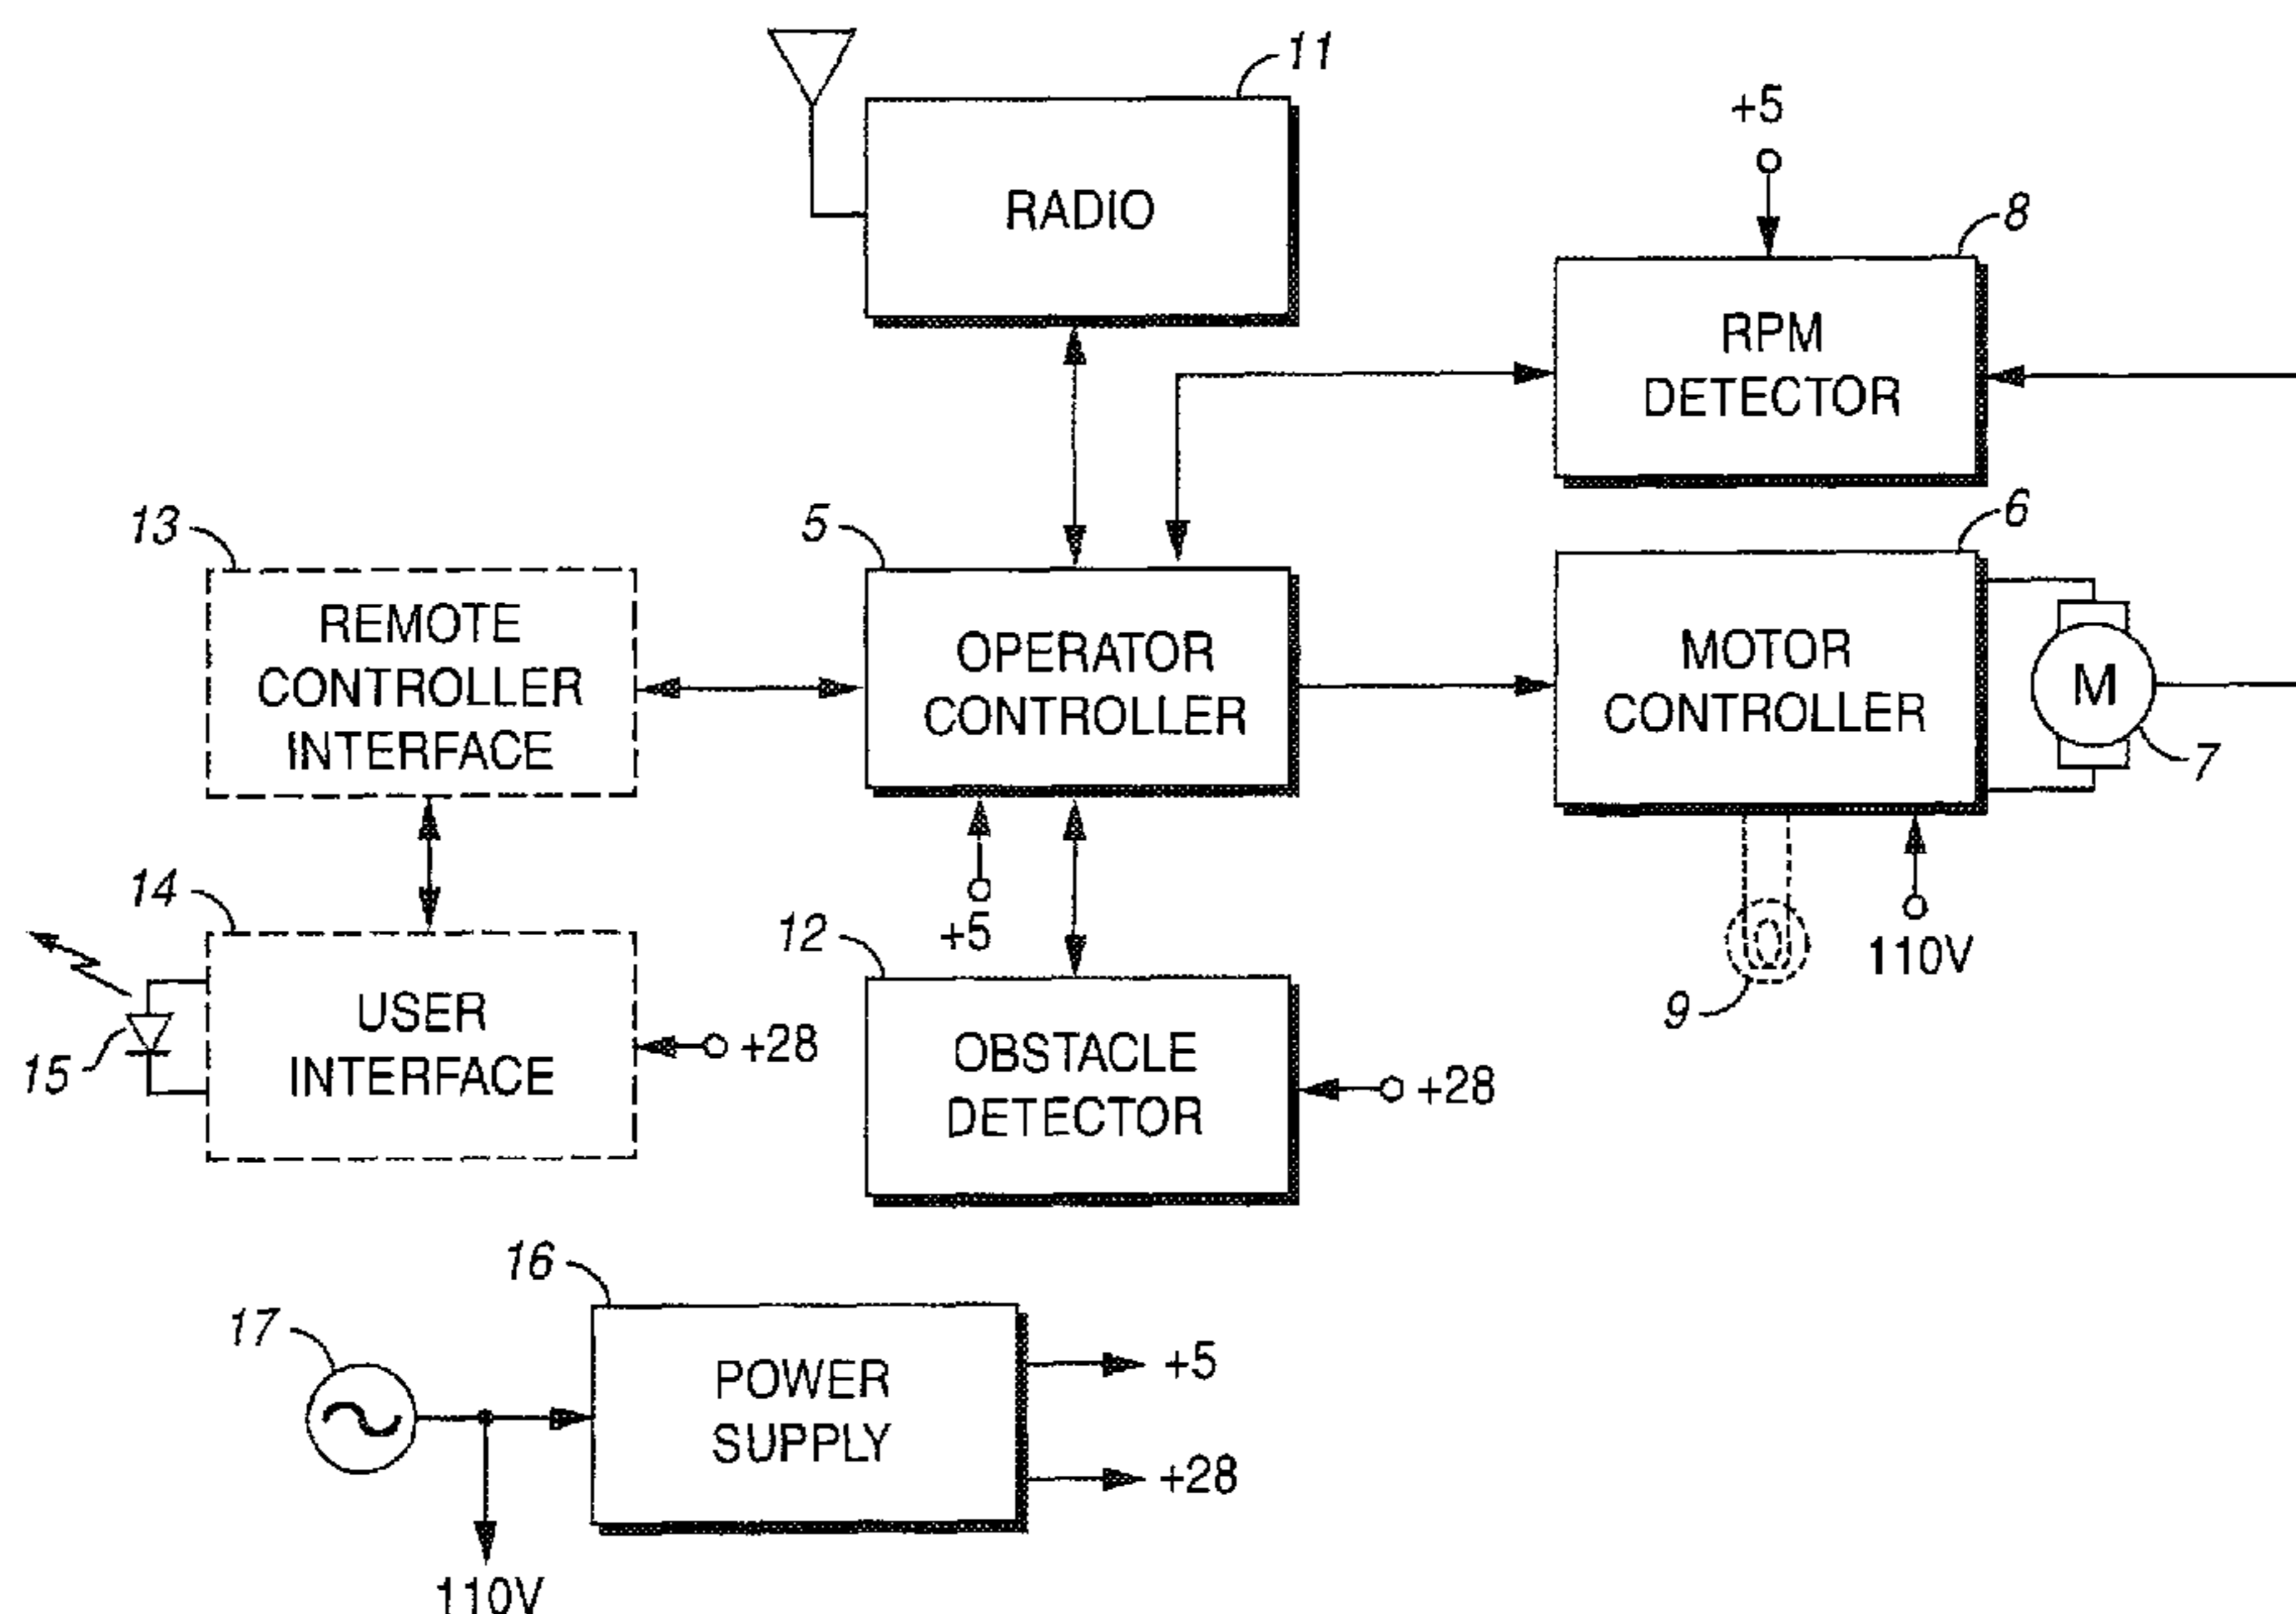 11
RADIO
+5
8
RPM
DETECTOR
13
REMOTE
CONTROLLER
INTERFACE
5
OPERATOR
CONTROLLER
6
MOTOR
CONTROLLER
M
7
+5
110V
9
14
USER
INTERFACE
+28
15
12
OBSTACLE
DETECTOR
+28
16
17
POWER
SUPPLY
+5
+28
110V